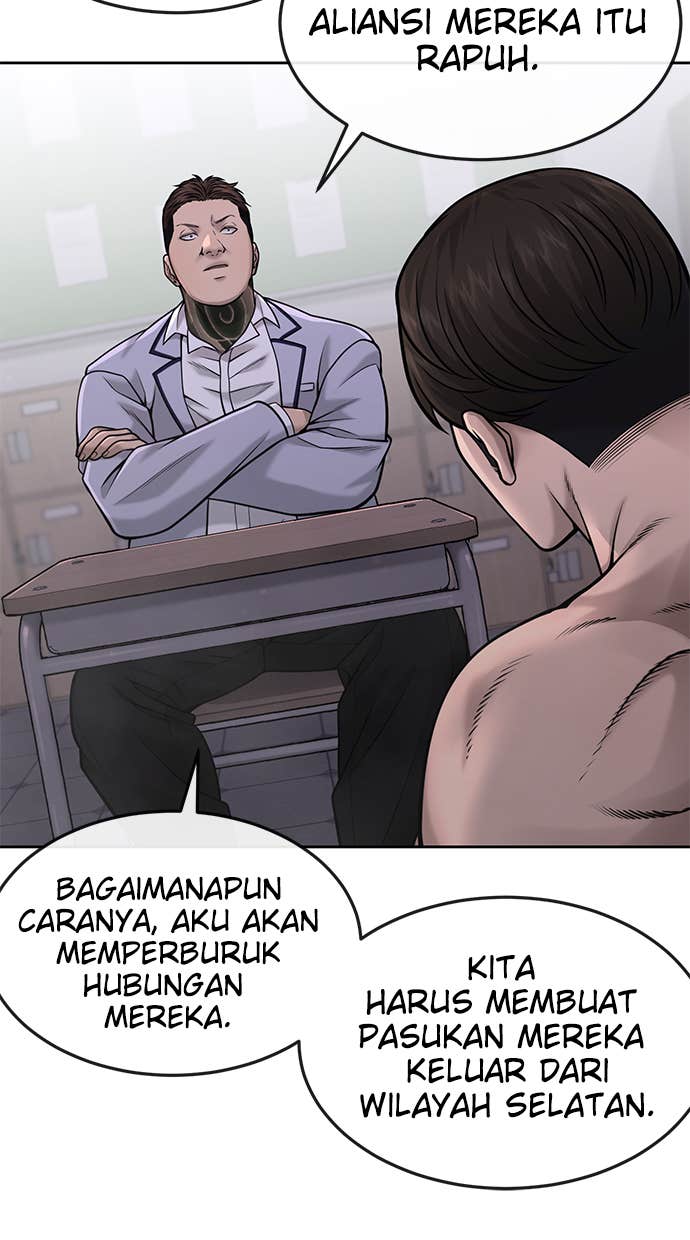 ALIANSI MEREKA ITU
RAPUH.
BAGAIMANAPUN
CARANYA, AKU AKAN
MEMPERBURUK
HUBUNGAN
MEREKA.
KITA
HARUS MEMBUAT
PASUKAN MEREKA
KELUAR DARI
WILAYAH SELATAN.